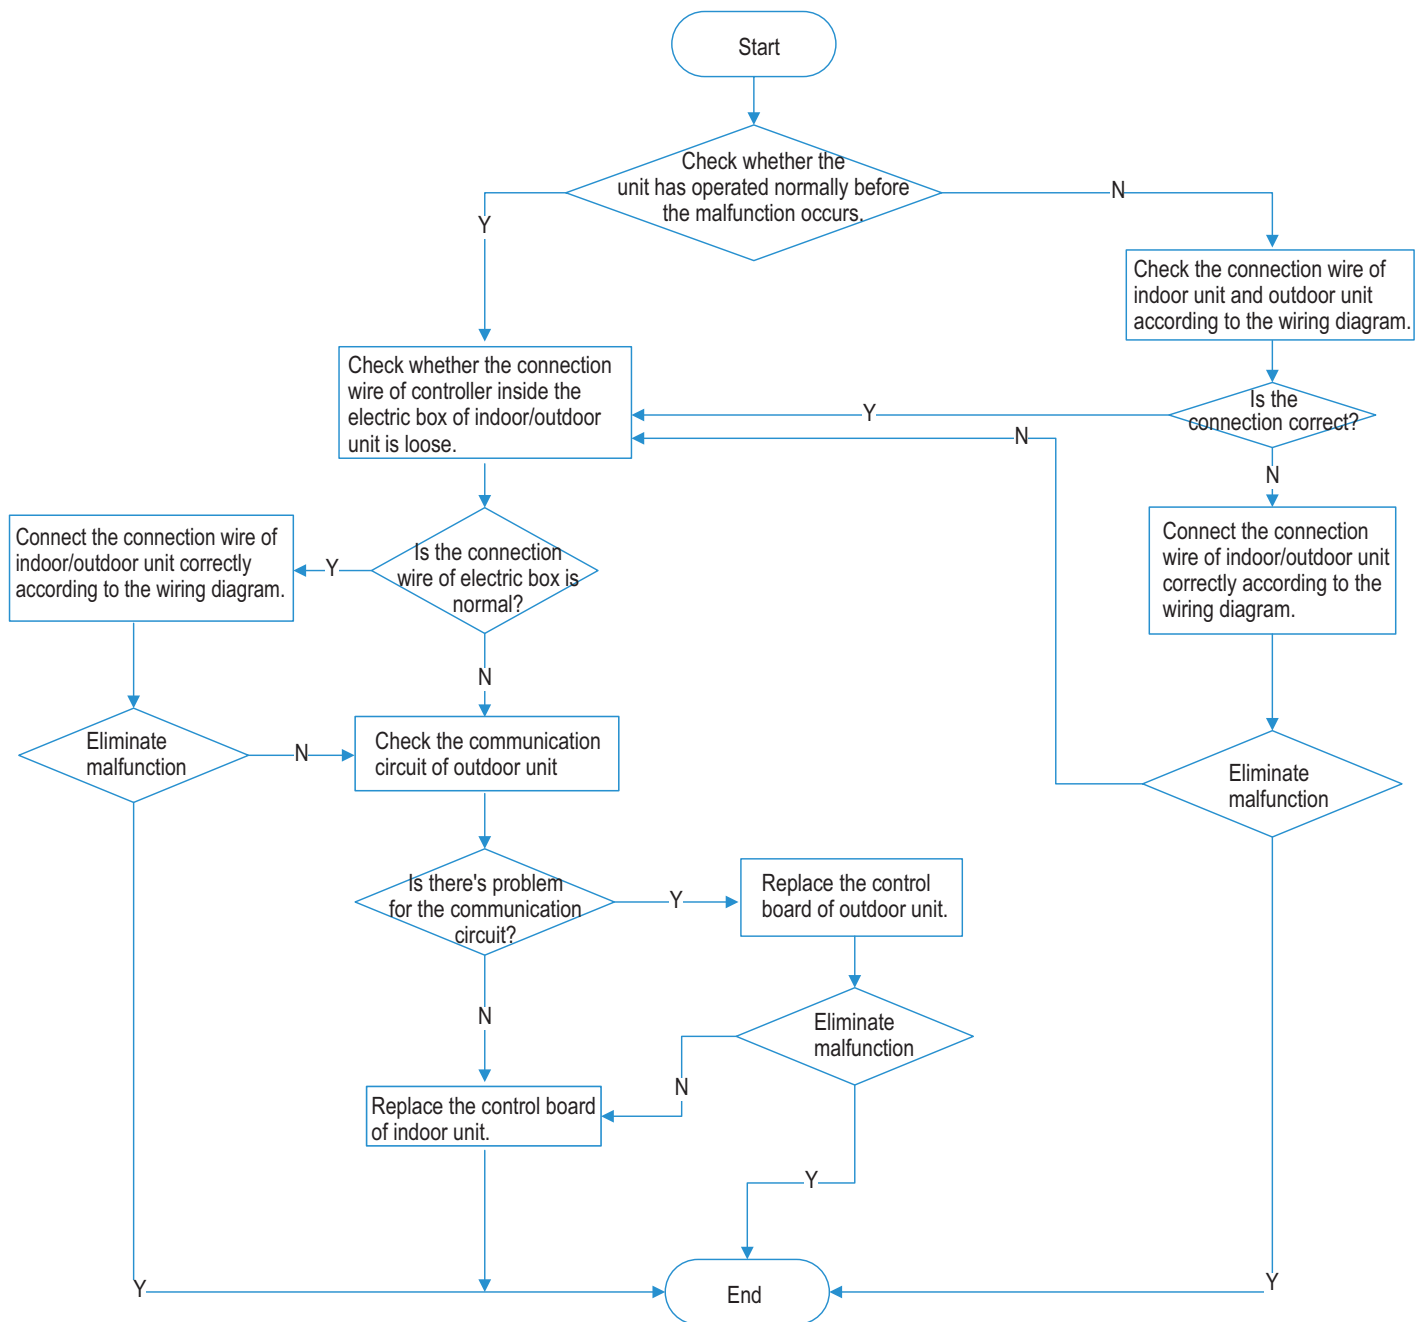 Start
Check whether the
unit has operated normally before
the malfunction occurs.
N
Y
Check the connection wire of
indoor unit and outdoor unit
according to the wiring diagram.
Check whether the connection
wire of controller inside the
electric box of indoor/outdoor
unit is loose.
Y
Is the
connection correct?
N
N
Connect the connection wire of
indoor/outdoor unit correctly
according to the wiring diagram.
Y
Is the connection
wire of electric box is
normal?
Connect the connection
wire of indoor/outdoor unit
correctly according to the
wiring diagram.
N
Eliminate
malfunction
N
Check the communication
circuit of outdoor unit
Eliminate
malfunction
Is there's problem
for the communication
circuit?
Y
Replace the control
board of outdoor unit.
N
Eliminate
malfunction
N
Replace the control board
of indoor unit.
Y
Y
End
Y